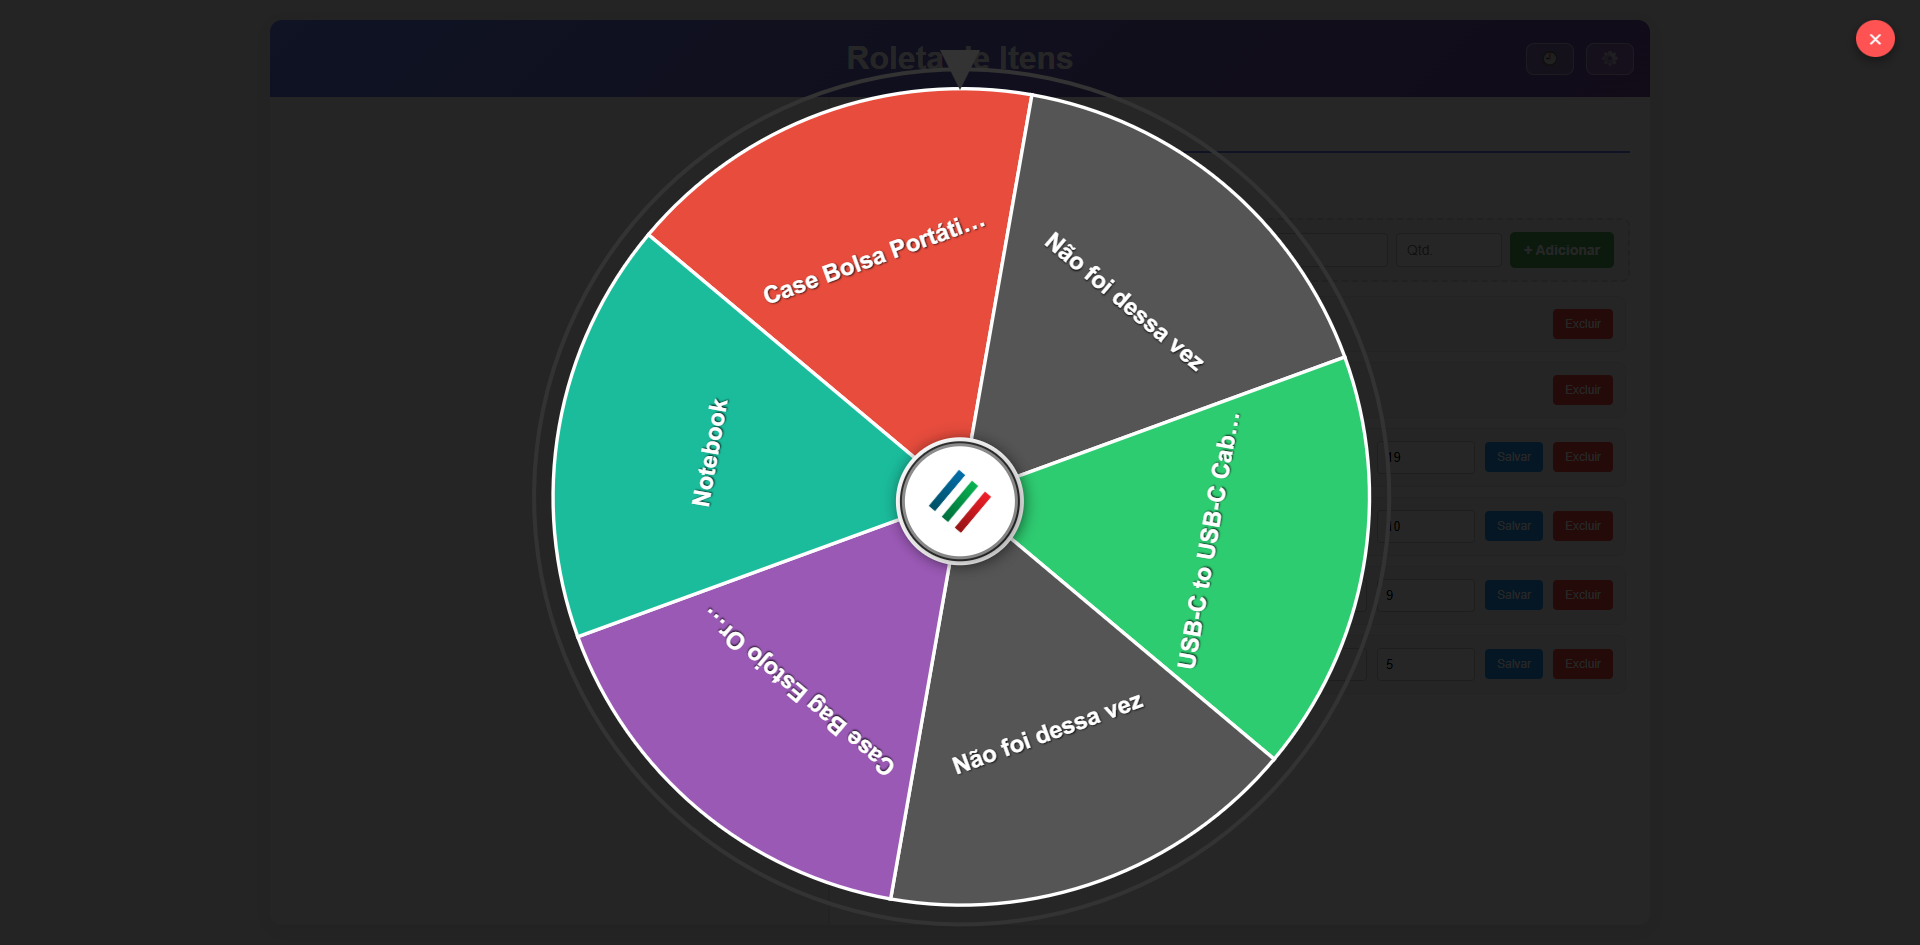 Roleta de Itens
Case Bolsa Portáti...
Não foi dessa vez
Qtd.
+ Adicionar
Excluir
Excluir
Notebook
USB-C to USB-C Cab...
19
Salvar
Excluir
10
Salvar
Excluir
9
Salvar
Excluir
Case Bag Estojo Or...
Não foi dessa vez
5
Salvar
Excluir